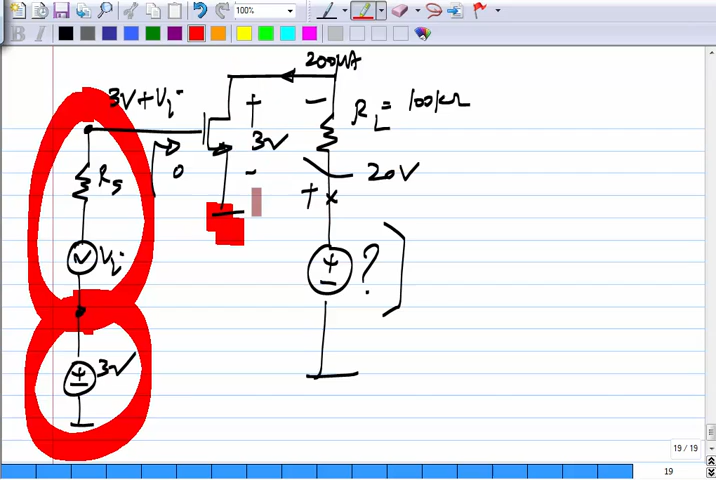 100%
B I
200μA
3V+Vi
+
−
RL = 100kΩ
3V
Rs
0
−
20V
+
Vi
+
−
?
+
−
3V
19 / 19
19